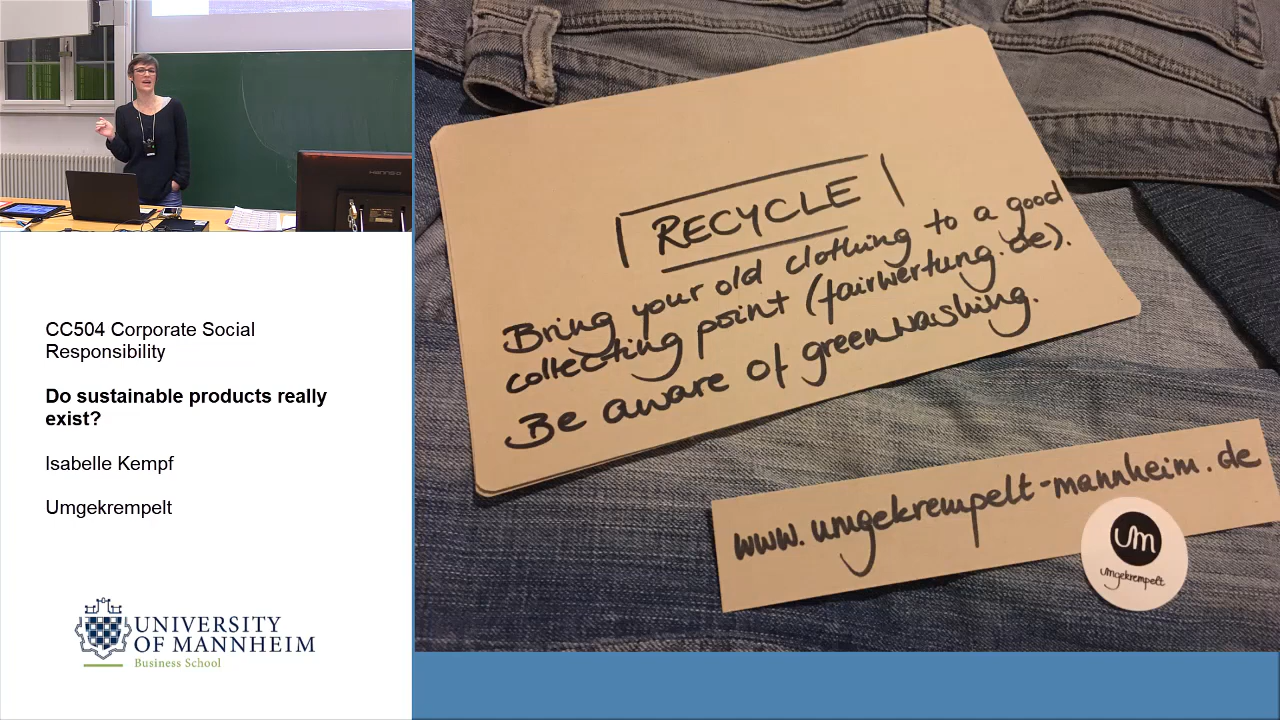 CC504 Corporate Social
Responsibility
Do sustainable products really
exist?
Isabelle Kempf
Umgekrempelt
UNIVERSITY
OF MANNHEIM
Business School
RECYCLE
Bring your old clothing to a good
collecting point (fairwertung.de).
Be aware of greenwashing.
www.umgekrempelt-mannheim.de
um
umgekrempelt